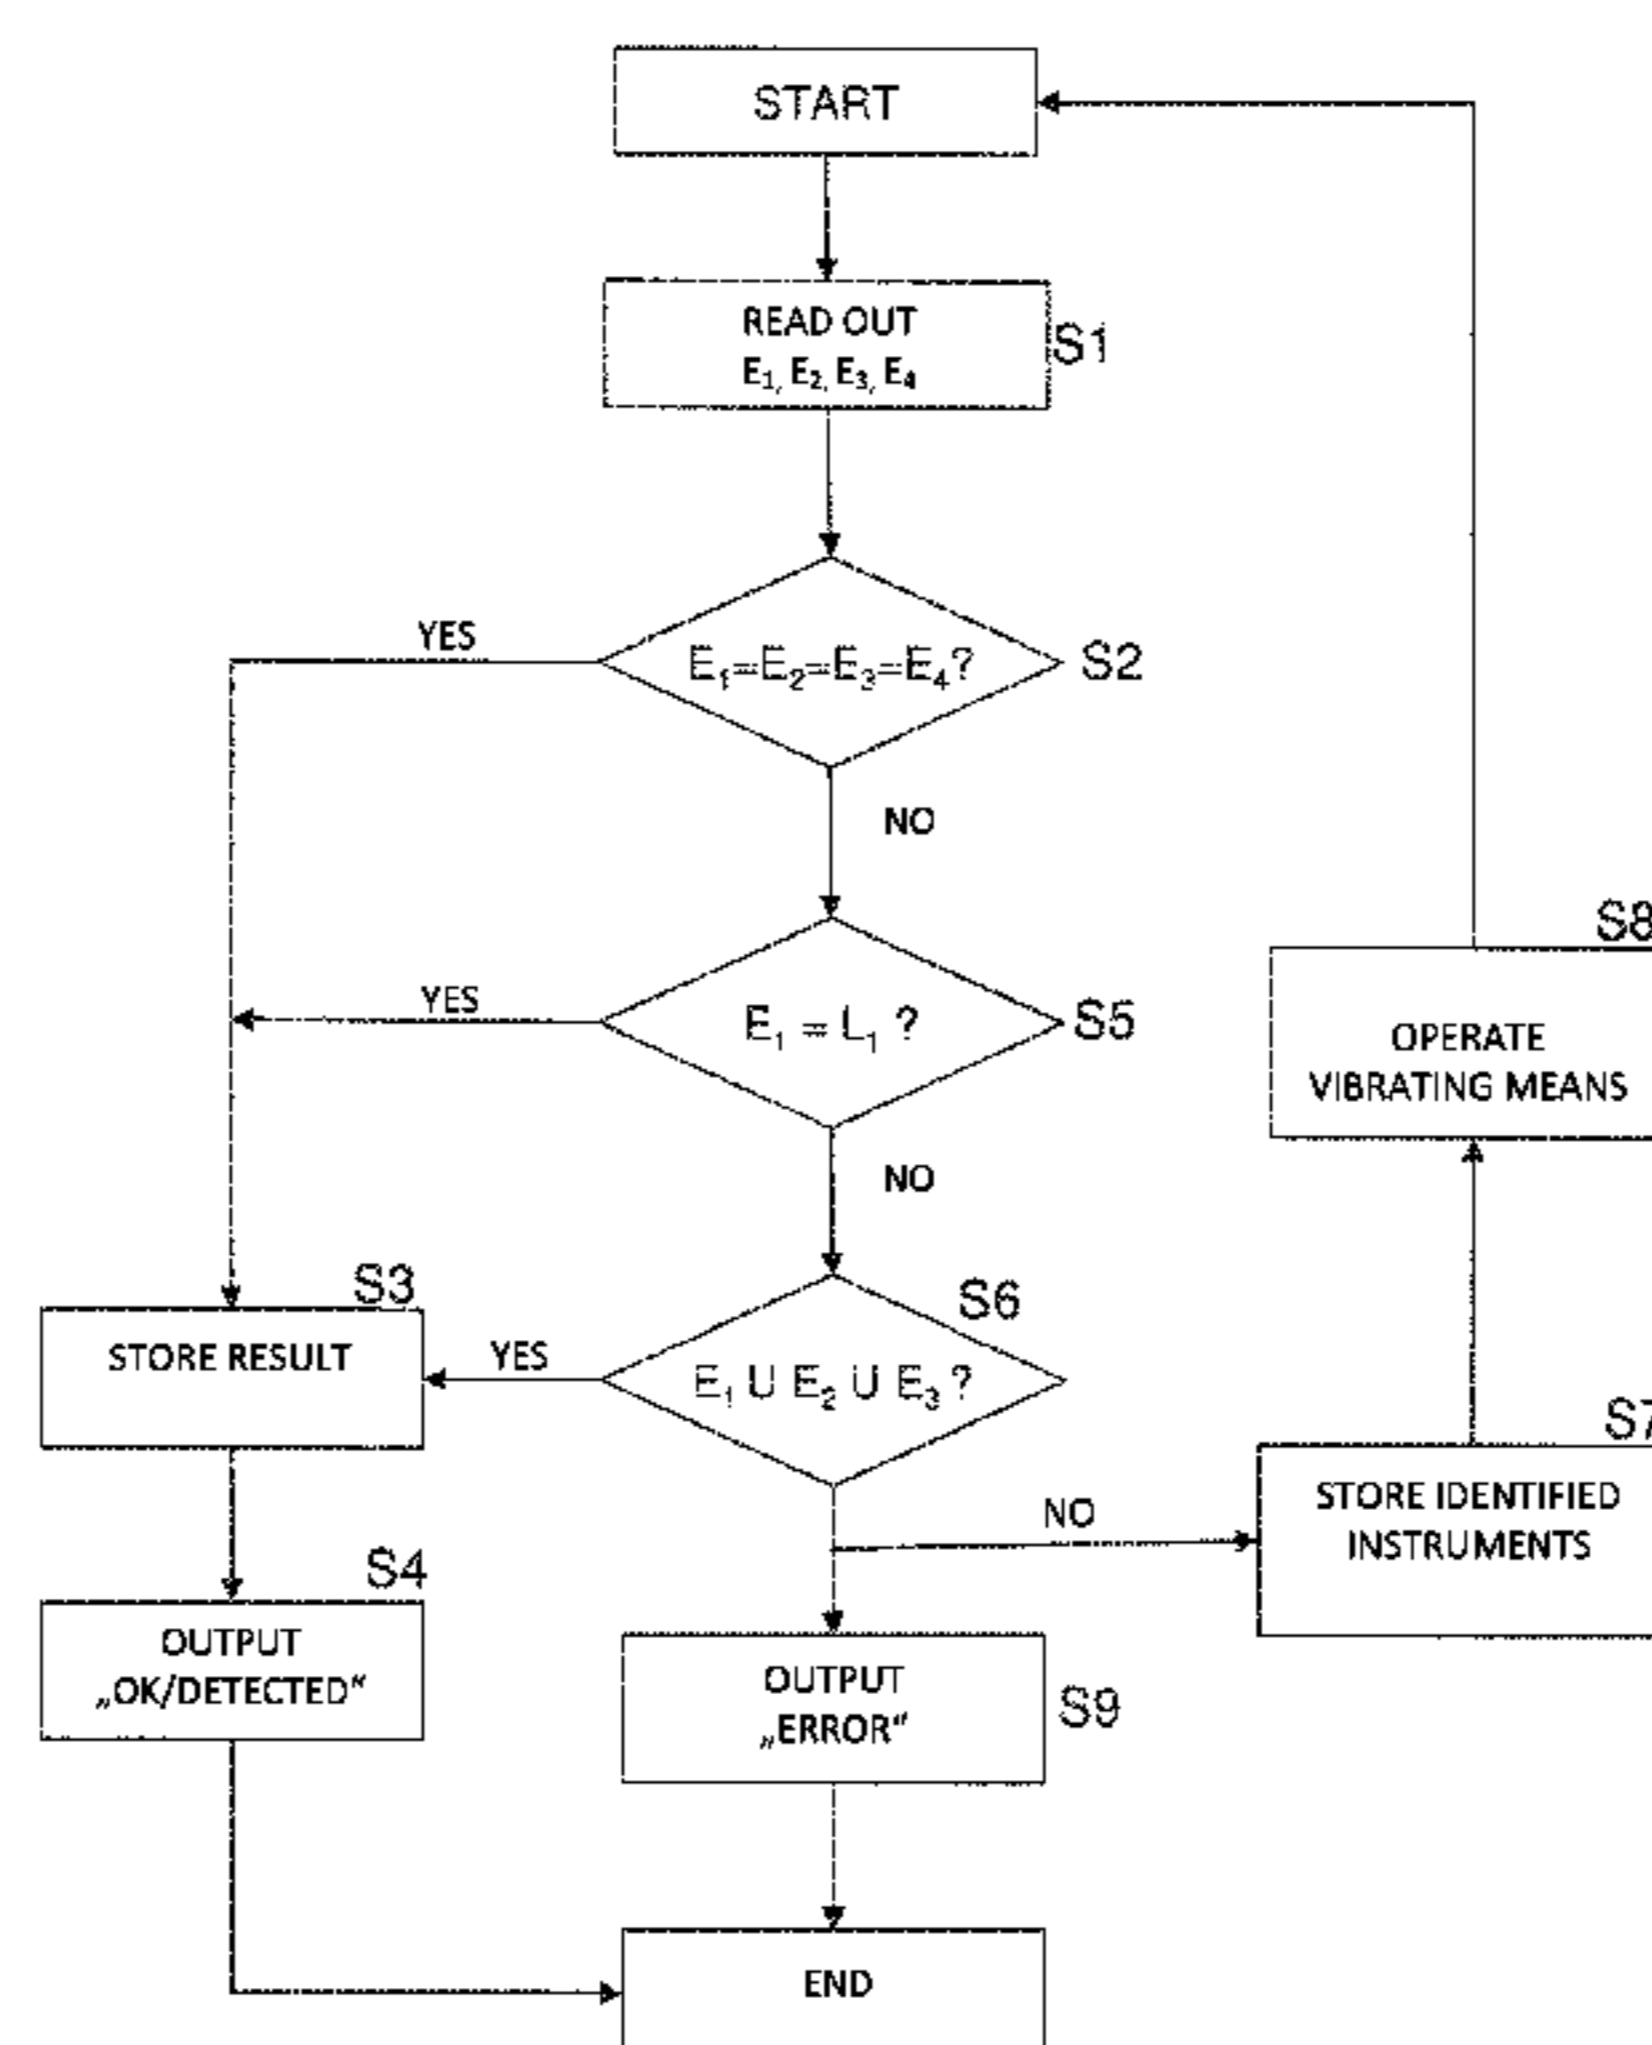 START
READ OUT
E₁, E₂, E₃, E₄
S1
YES
E₁=E₂=E₃=E₄?
S2
NO
YES
E₁ = L₁ ?
S5
NO
S8
OPERATE
VIBRATING MEANS
S3
STORE RESULT
YES
S6
E₁ U E₂ U E₃ ?
NO
S7
STORE IDENTIFIED
INSTRUMENTS
S4
OUTPUT
„OK/DETECTED“
OUTPUT
„ERROR“
S9
END